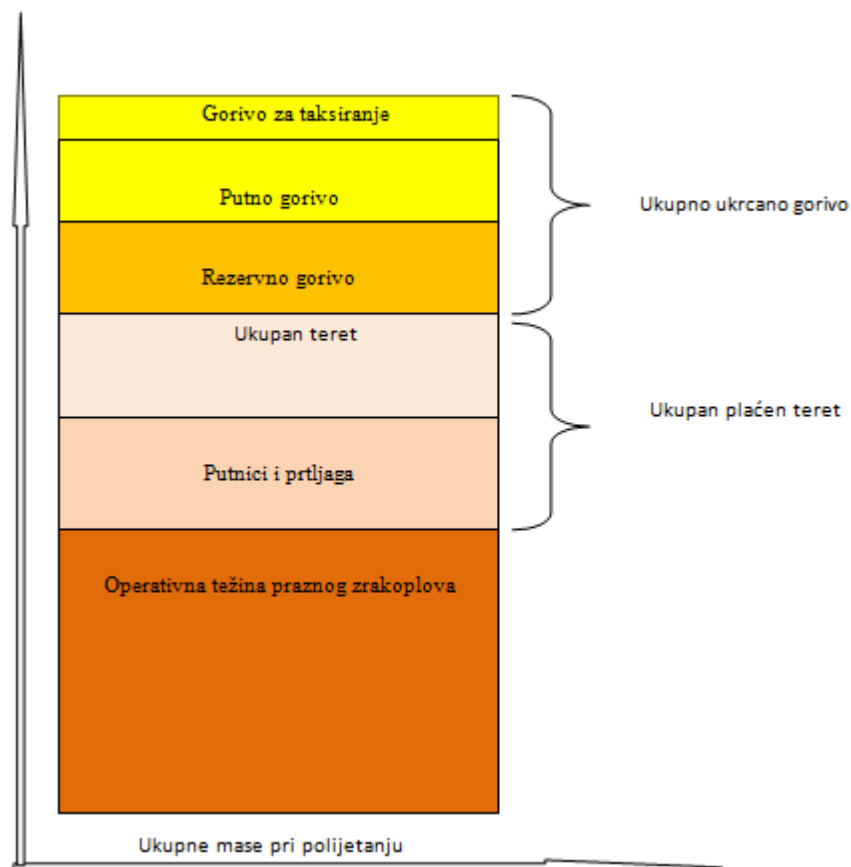 Gorivo za taksiranje
Putno gorivo
Ukupno ukrcano gorivo
Rezervno gorivo
Ukupan teret
Ukupan plaćen teret
Putnici i prtljaga
Operativna težina praznog zrakoplova
Ukupne mase pri polijetanju